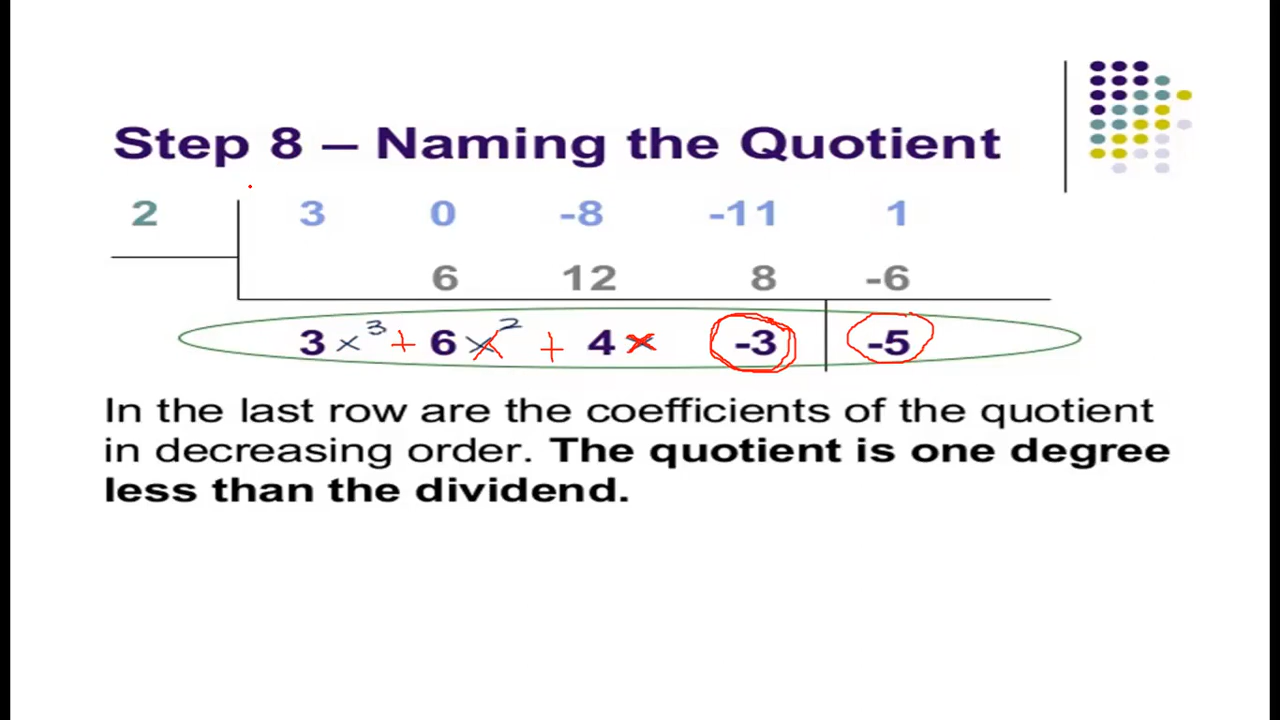 Step 8 – Naming the Quotient
2 3 0 -8 -11 1
6 12 8 -6
3x³ + 6x² + 4x -3 -5
In the last row are the coefficients of the quotient
in decreasing order. The quotient is one degree
less than the dividend.